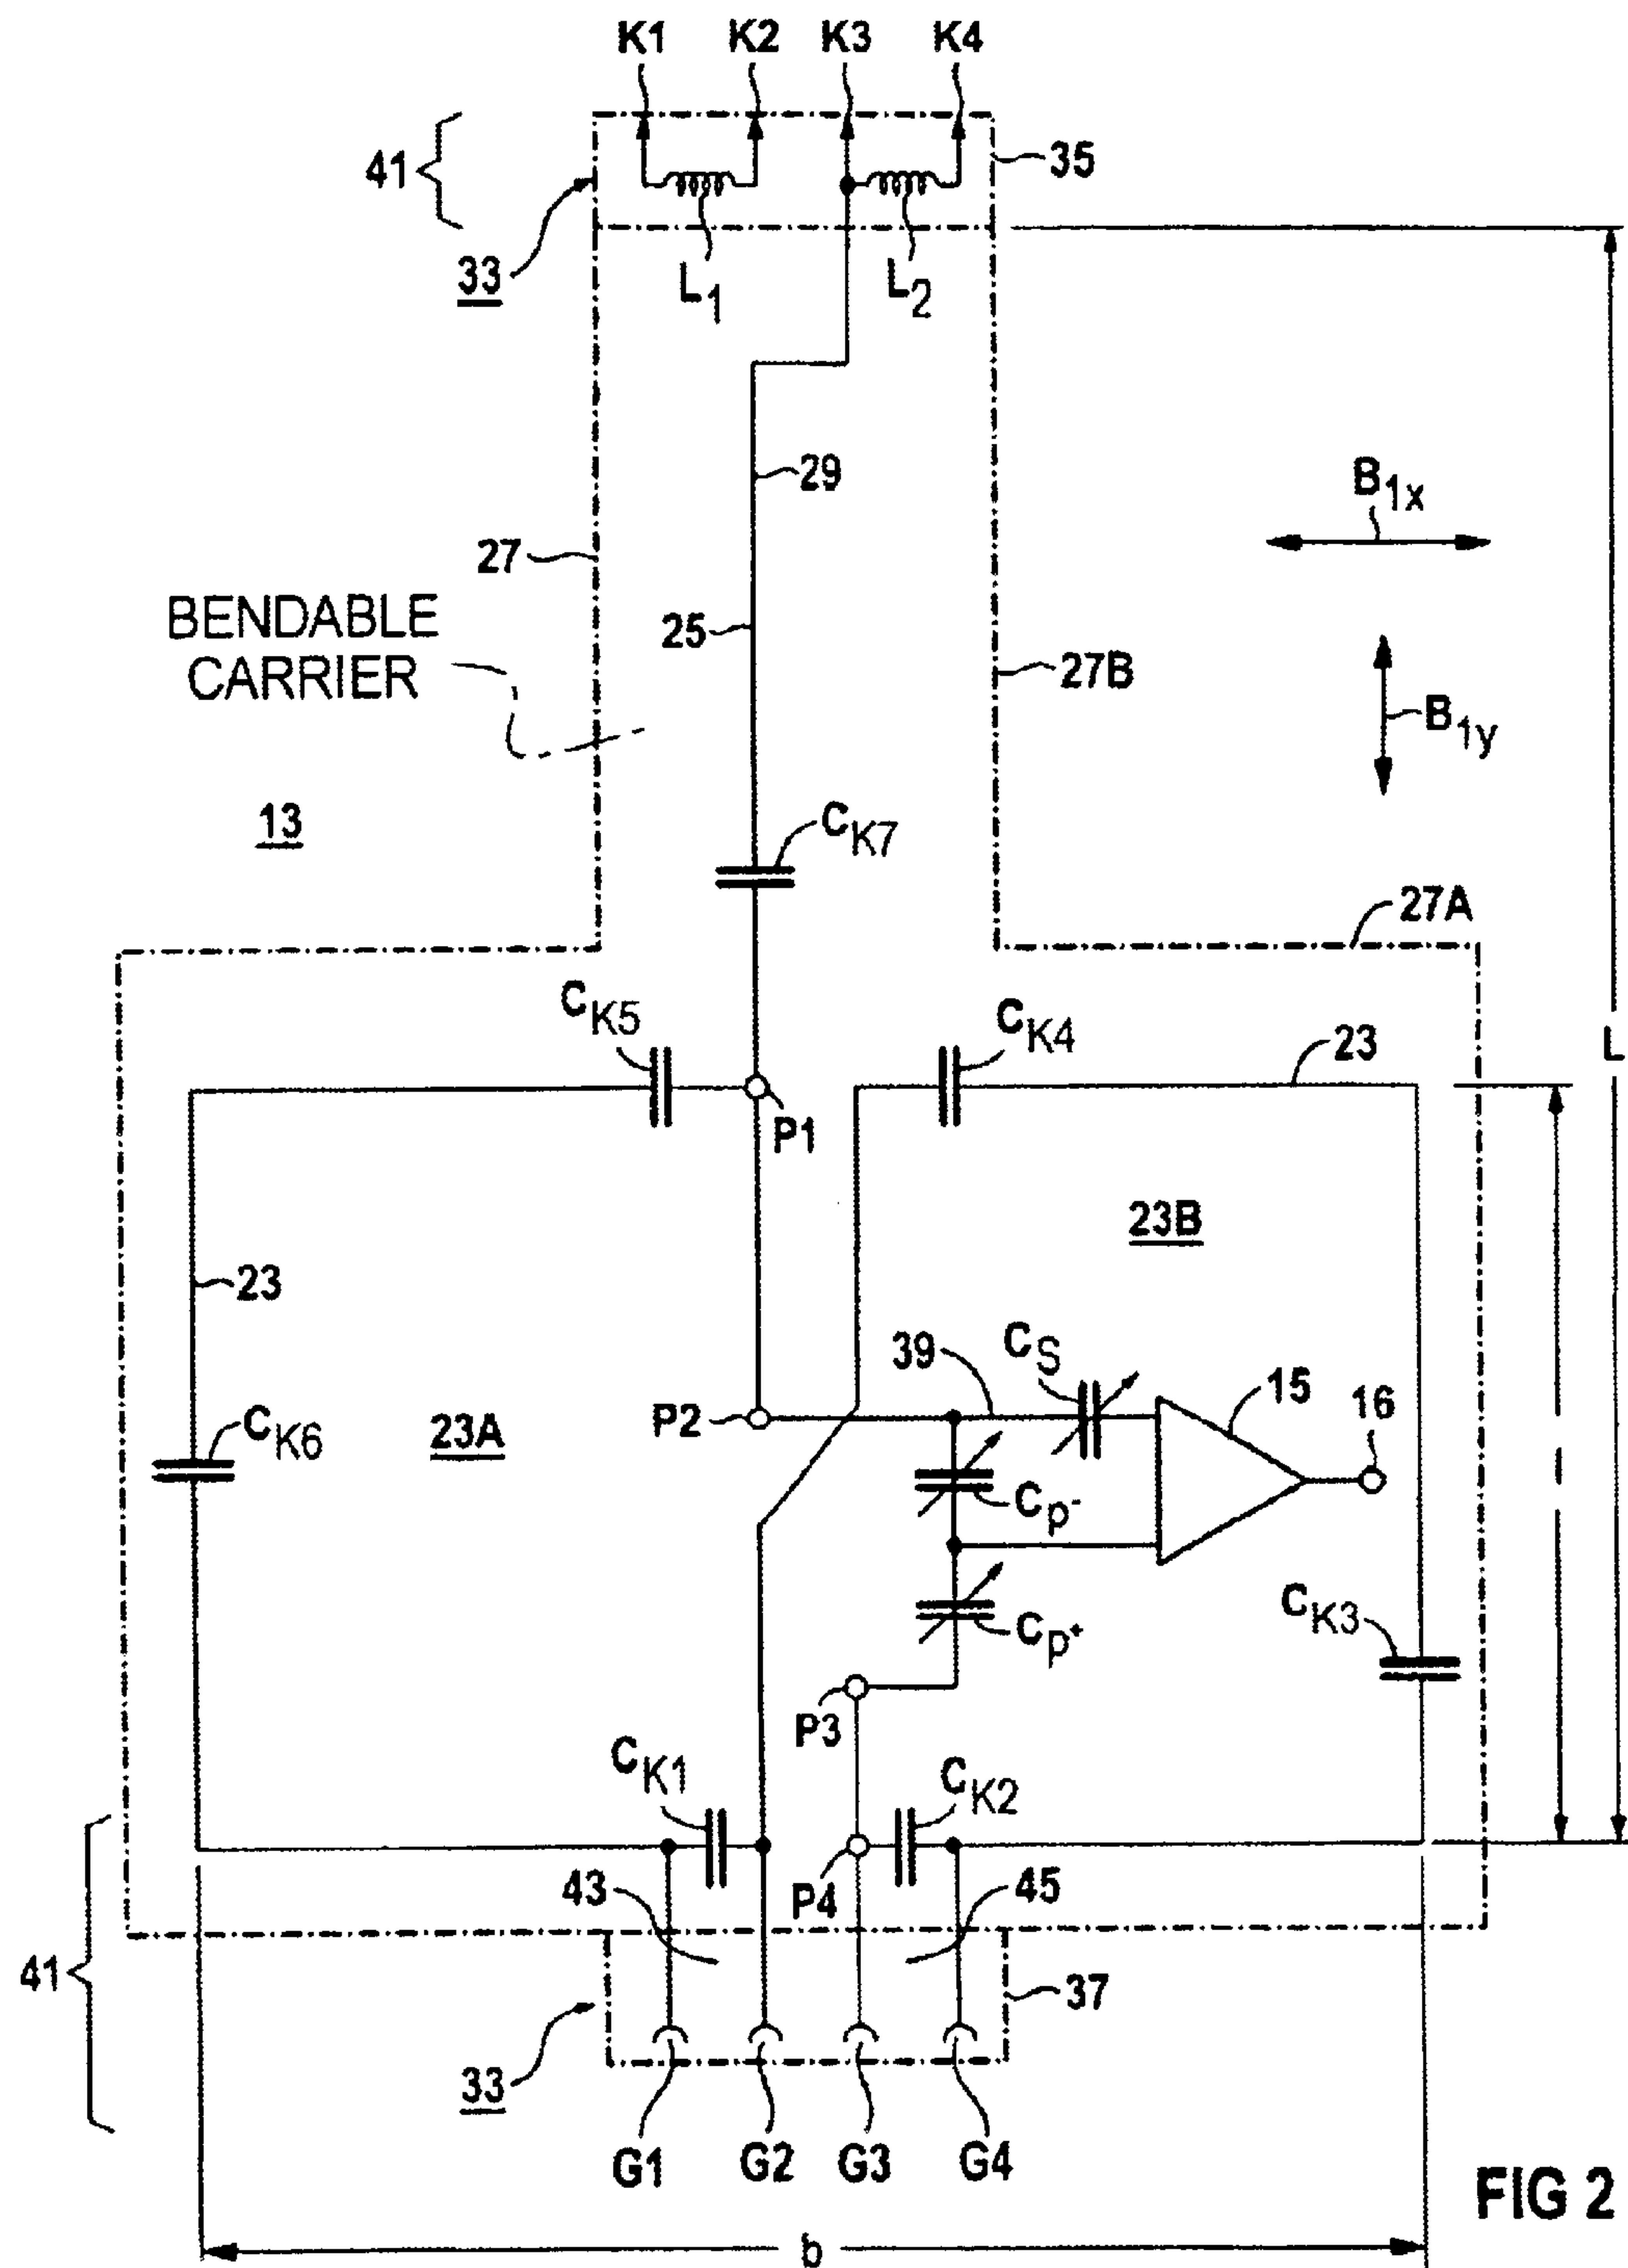 K1 K2 K3 K4
41
35
33
L1 L2
29
B1x
27
BENDABLE
CARRIER
25
27B
B1y
13
CK7
27A
CK5
CK4
23
L
P1
23B
23
l
39
CS
15
16
CK6
23A
P2
Cp-
CK3
Cp+
P3
CK1
CK2
43
P4
45
41
37
33
G1 G2 G3 G4
FIG 2
b